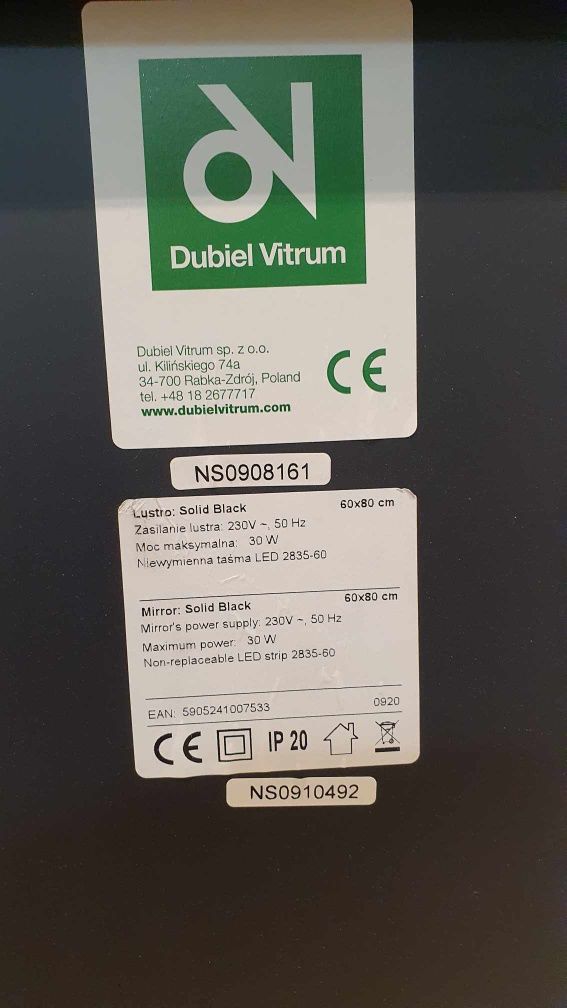 Dubiel Vitrum
Dubiel Vitrum sp. z o.o.
ul. Kilińskiego 74a
34-700 Rabka-Zdrój, Poland
tel. +48 18 2677717
www.dubielvitrum.com
CE
NS0908161
Lustro: Solid Black 60x80 cm
Zasilanie lustra: 230V ~, 50 Hz
Moc maksymalna: 30 W
Niewymienna taśma LED 2835-60
Mirror: Solid Black 60x80 cm
Mirror's power supply: 230V ~, 50 Hz
Maximum power: 30 W
Non-replaceable LED strip 2835-60
EAN: 5905241007533 0920
CE IP 20
NS0910492